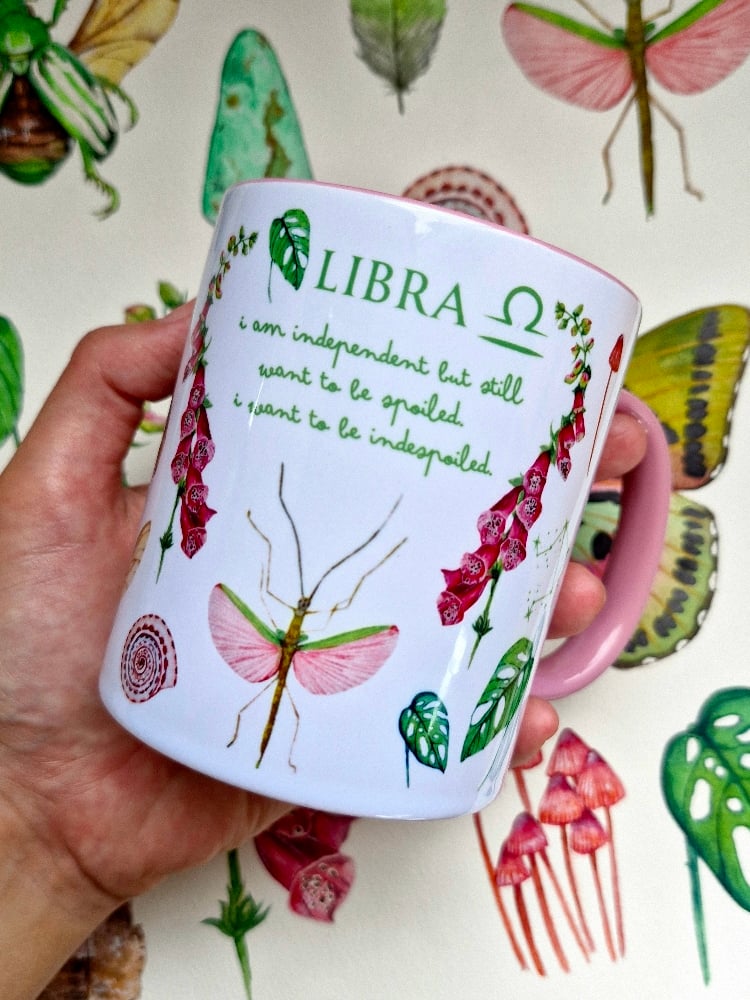 LIBRA ♎
i am independent but still
want to be spoiled.
i want to be indespoiled.